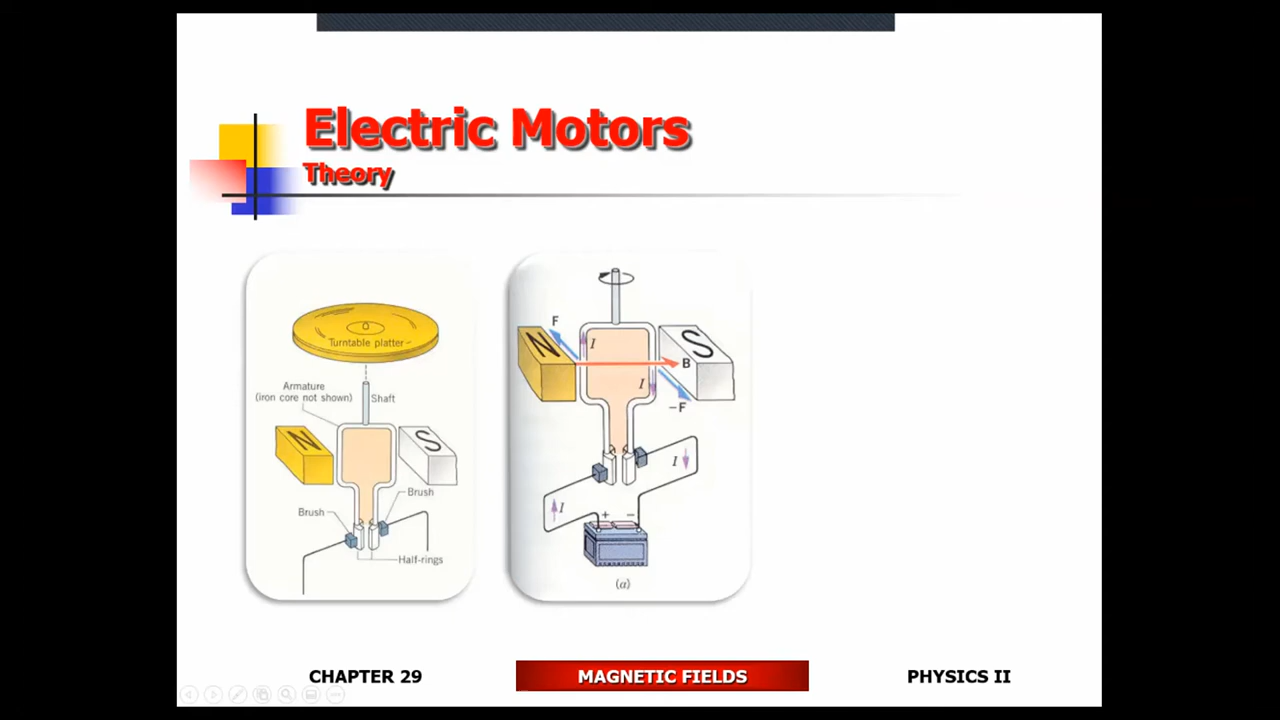 Electric Motors
Theory
Turntable platter
Armature
(iron core not shown)
Shaft
N
S
Brush
Brush
Half-rings
F
N
I
S
B
I
−F
I
I
+
−
(a)
CHAPTER 29
MAGNETIC FIELDS
PHYSICS II